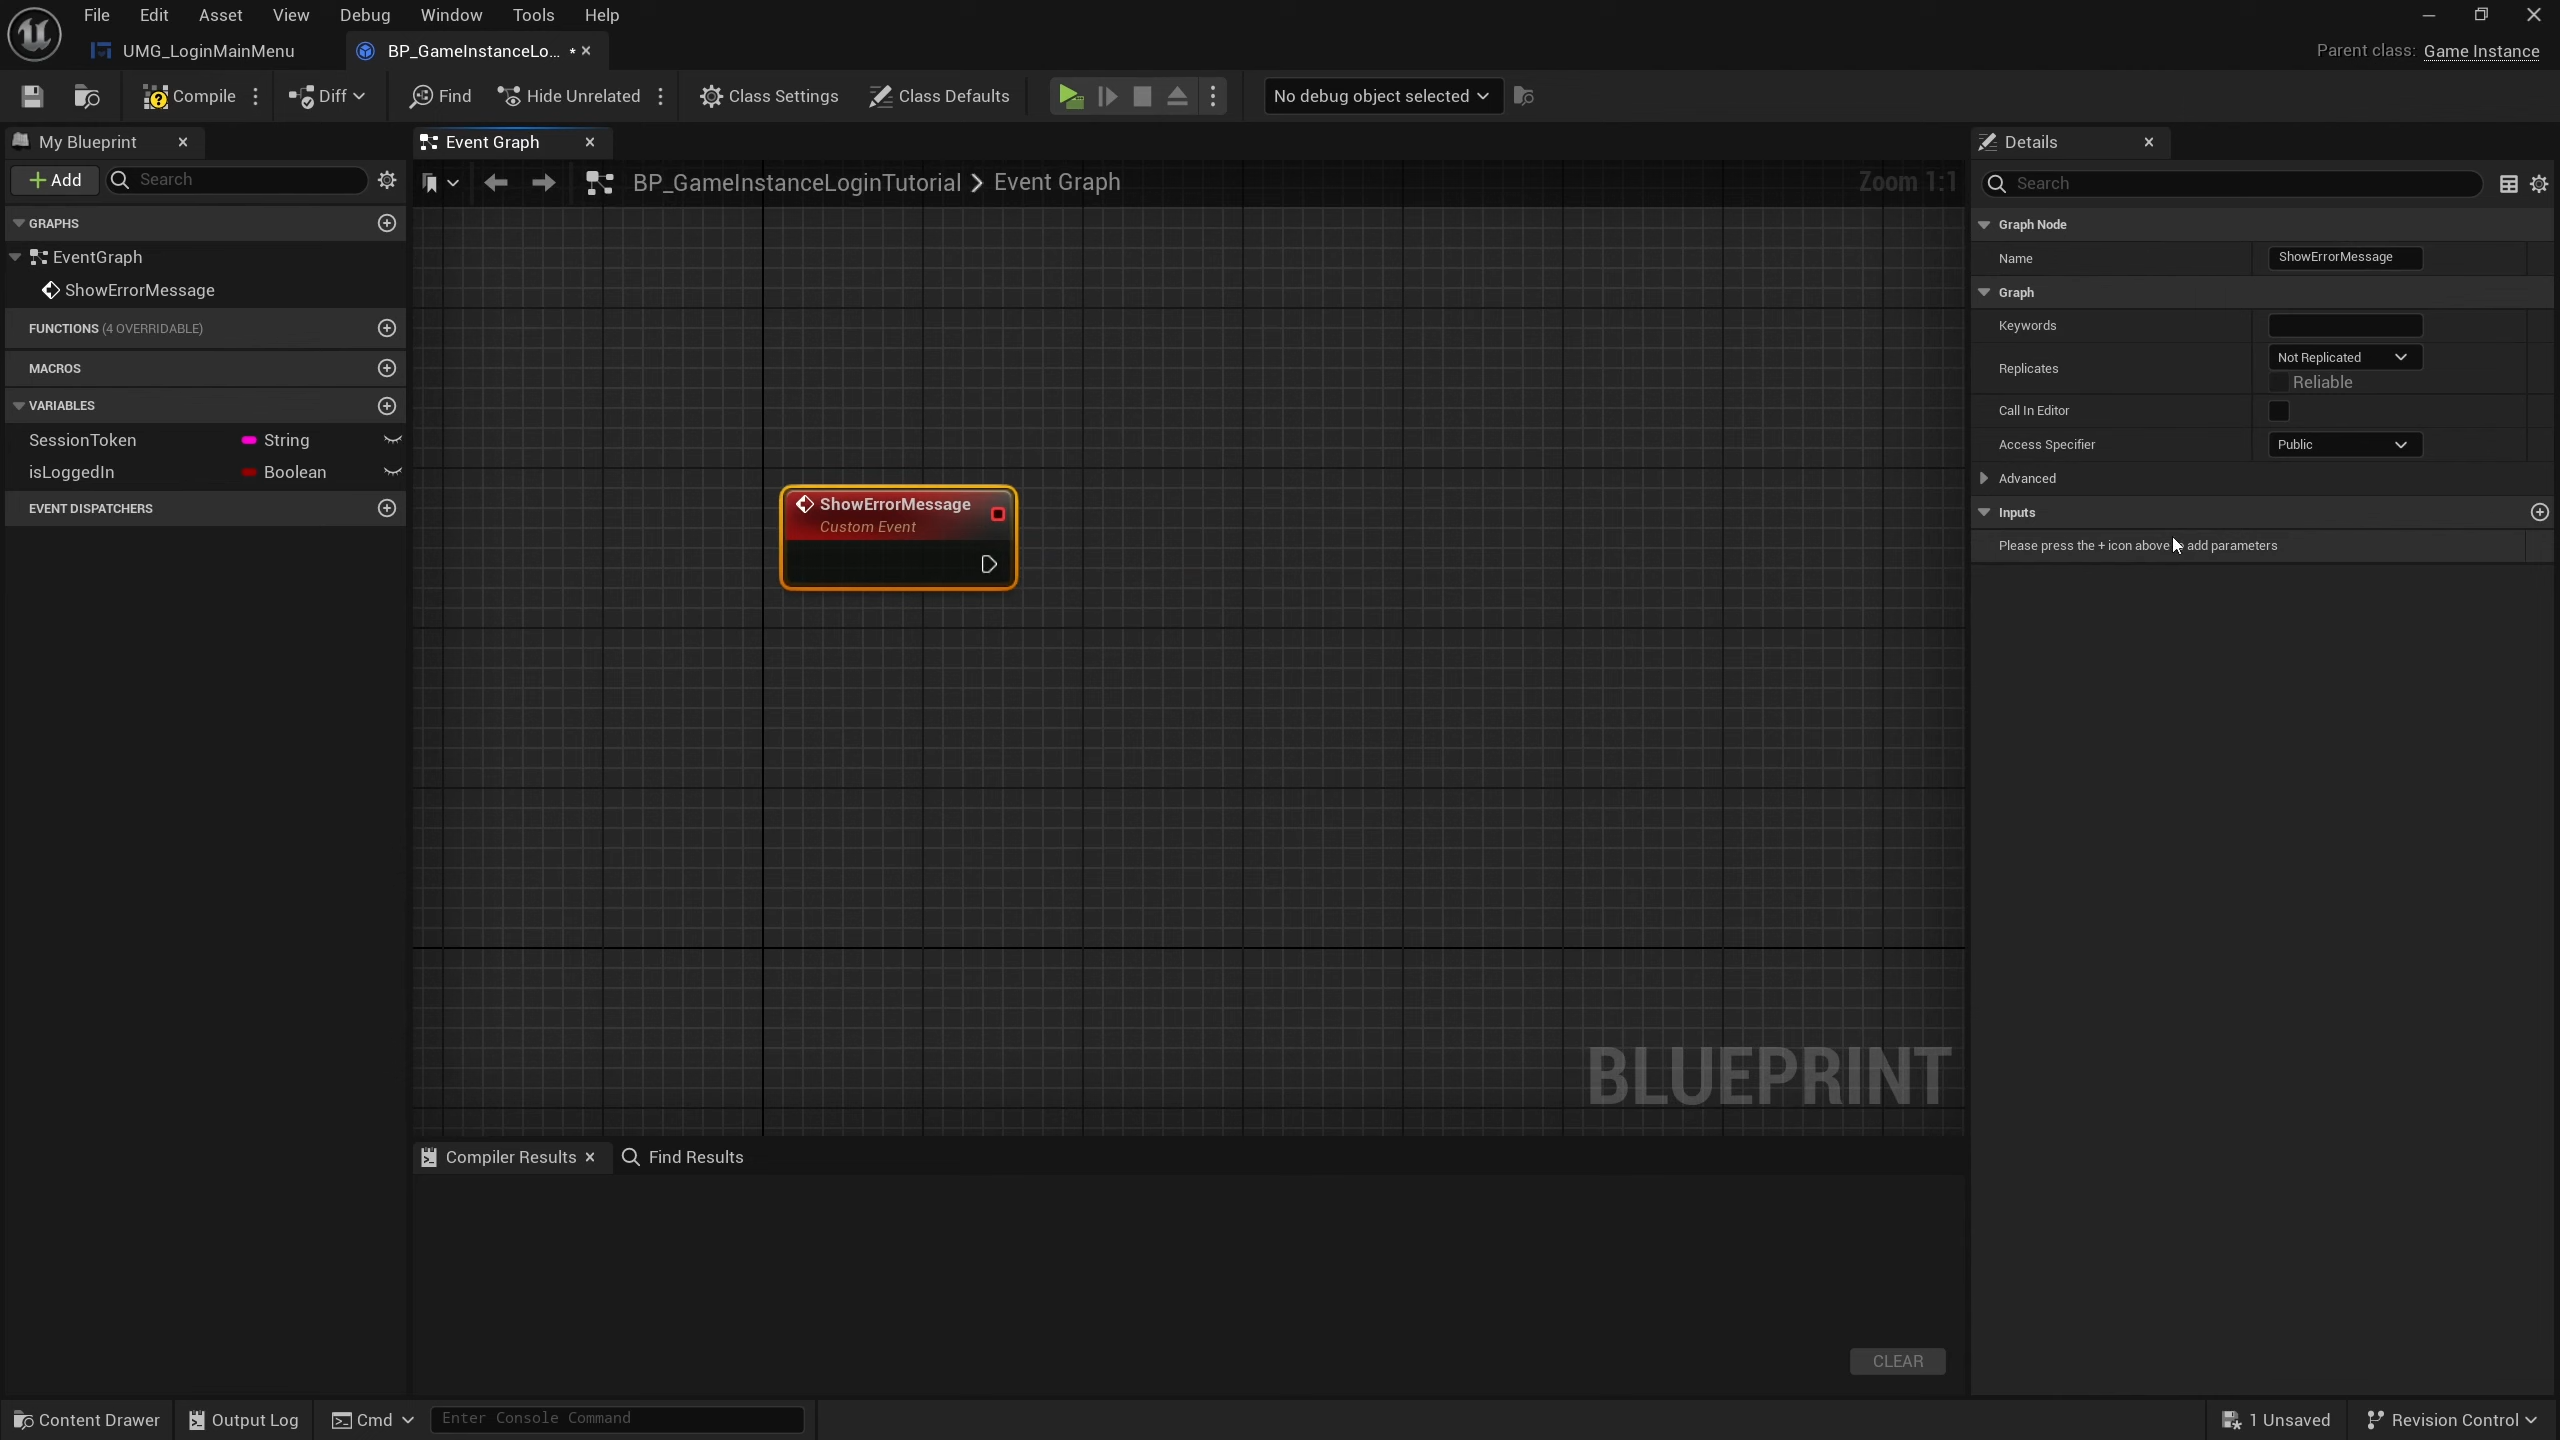 File Edit Asset View Debug Window Tools Help
UMG_LoginMainMenu
BP_GameInstanceLo... *
Parent class: Game Instance
Compile
Diff
Find
Hide Unrelated
Class Settings
Class Defaults
No debug object selected
My Blueprint
Add
Search
GRAPHS
EventGraph
ShowErrorMessage
FUNCTIONS (4 OVERRIDABLE)
MACROS
VARIABLES
SessionToken String
isLoggedIn Boolean
EVENT DISPATCHERS
Event Graph
BP_GameInstanceLoginTutorial > Event Graph
Zoom 1:1
ShowErrorMessage
Custom Event
BLUEPRINT
Compiler Results
Find Results
CLEAR
Details
Search
Graph Node
Name ShowErrorMessage
Graph
Keywords
Replicates Not Replicated
Reliable
Call In Editor
Access Specifier Public
Advanced
Inputs
Please press the + icon above add parameters
Content Drawer
Output Log
Cmd
Enter Console Command
1 Unsaved
Revision Control